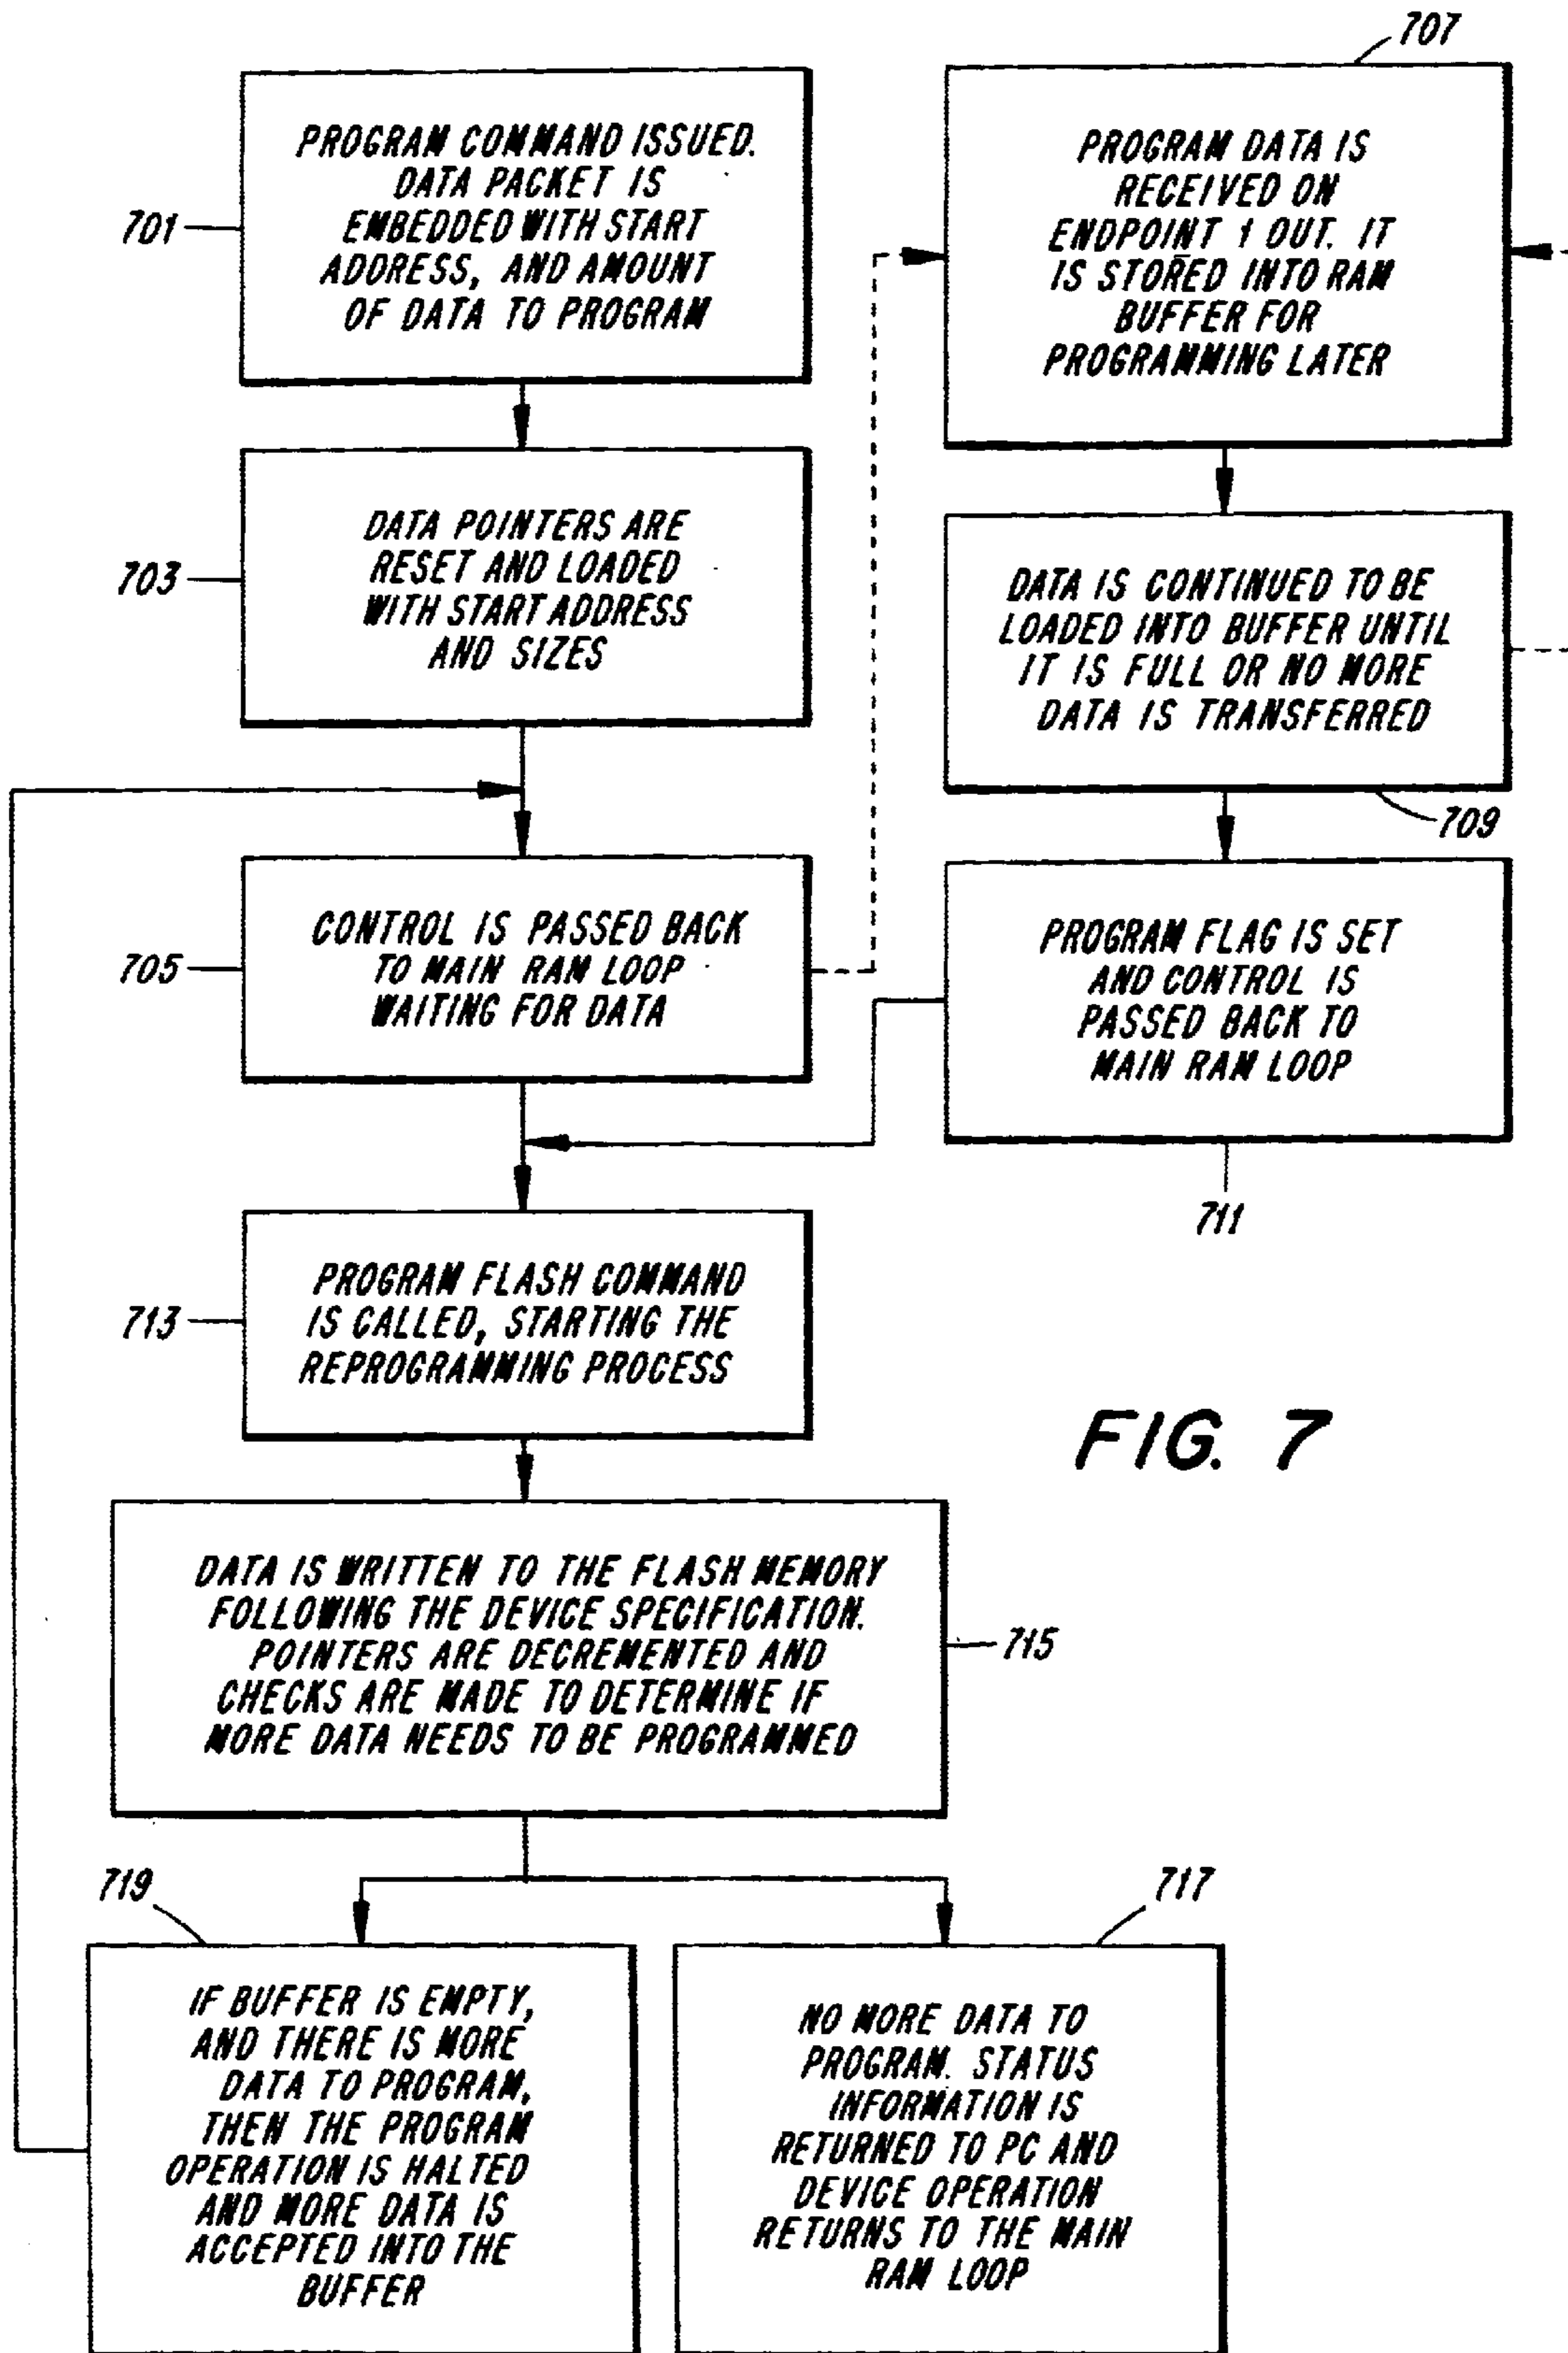 701
PROGRAM COMMAND ISSUED.
DATA PACKET IS
EMBEDDED WITH START
ADDRESS, AND AMOUNT
OF DATA TO PROGRAM
703
DATA POINTERS ARE
RESET AND LOADED
WITH START ADDRESS
AND SIZES
705
CONTROL IS PASSED BACK
TO MAIN RAM LOOP
WAITING FOR DATA
707
PROGRAM DATA IS
RECEIVED ON
ENDPOINT 1 OUT. IT
IS STORED INTO RAM
BUFFER FOR
PROGRAMMING LATER
DATA IS CONTINUED TO BE
LOADED INTO BUFFER UNTIL
IT IS FULL OR NO MORE
DATA IS TRANSFERRED
709
PROGRAM FLAG IS SET
AND CONTROL IS
PASSED BACK TO
MAIN RAM LOOP
711
713
PROGRAM FLASH COMMAND
IS CALLED, STARTING THE
REPROGRAMMING PROCESS
FIG. 7
DATA IS WRITTEN TO THE FLASH MEMORY
FOLLOWING THE DEVICE SPECIFICATION.
POINTERS ARE DECREMENTED AND
CHECKS ARE MADE TO DETERMINE IF
MORE DATA NEEDS TO BE PROGRAMMED
715
719
IF BUFFER IS EMPTY,
AND THERE IS MORE
DATA TO PROGRAM,
THEN THE PROGRAM
OPERATION IS HALTED
AND MORE DATA IS
ACCEPTED INTO THE
BUFFER
717
NO MORE DATA TO
PROGRAM. STATUS
INFORMATION IS
RETURNED TO PC AND
DEVICE OPERATION
RETURNS TO THE MAIN
RAM LOOP